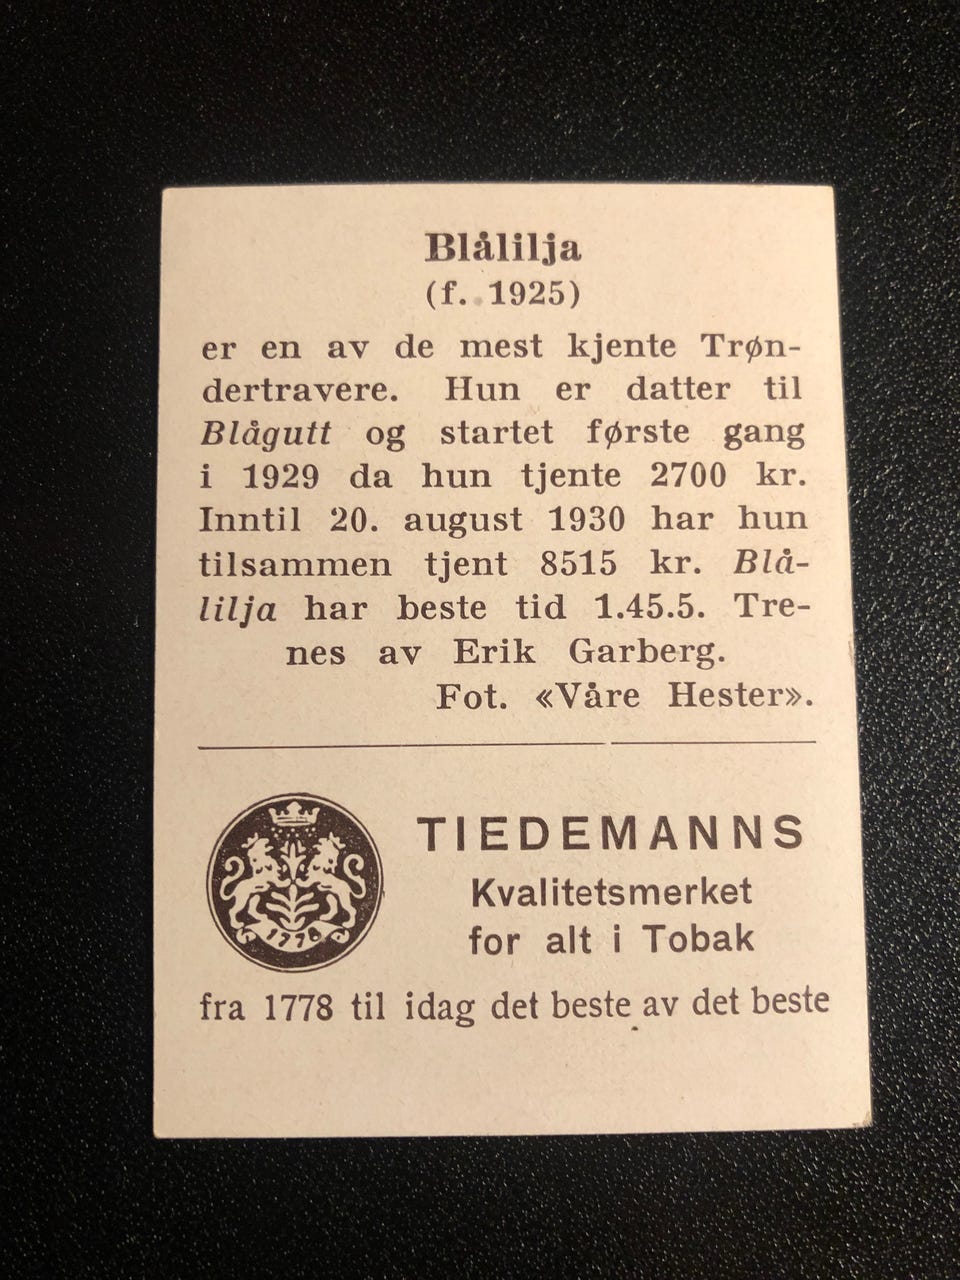 Blålilja
(f. 1925)
er en av de mest kjente Trøn-
dertravere. Hun er datter til
Blågutt og startet første gang
i 1929 da hun tjente 2700 kr.
Inntil 20. august 1930 har hun
tilsammen tjent 8515 kr. Blå-
lilja har beste tid 1.45.5. Tre-
nes av Erik Garberg.
Fot. «Våre Hester».
1778
TIEDEMANNS
Kvalitetsmerket
for alt i Tobak
fra 1778 til idag det beste av det beste